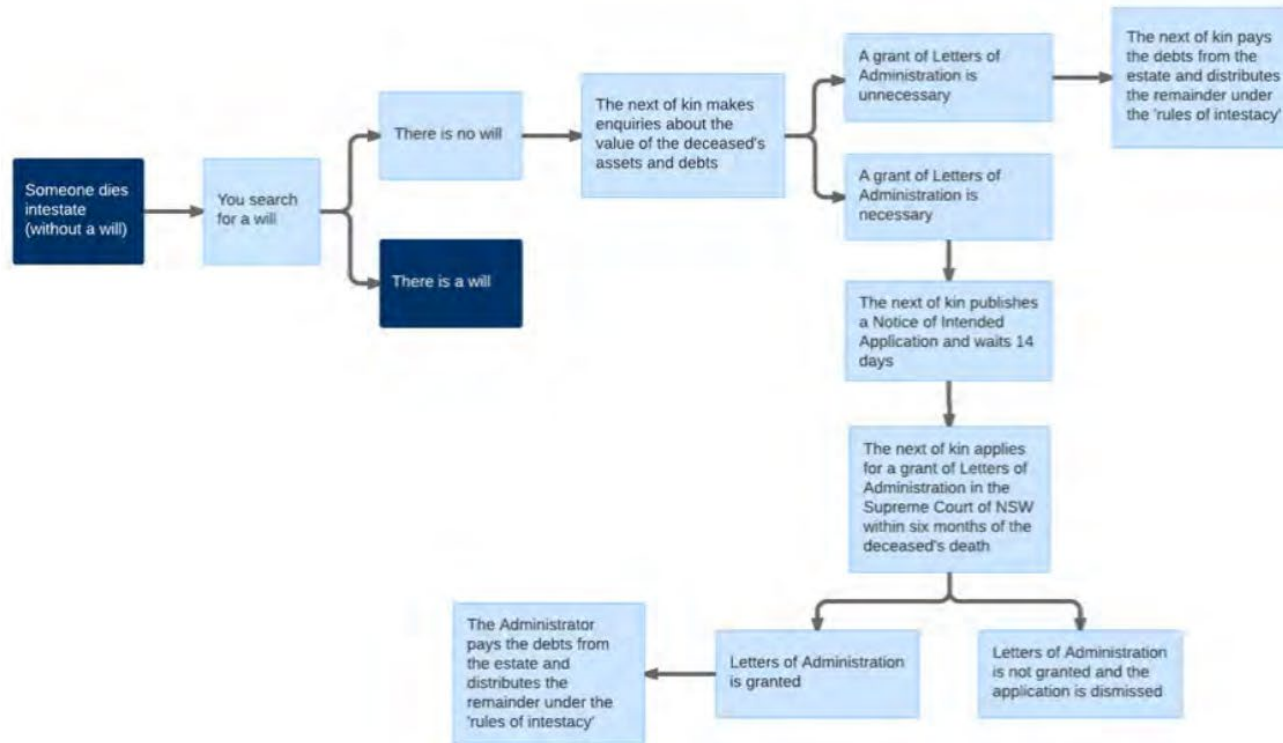 Someone dies
intestate
(without a will)
You search
for a will
There is no will
There is a will
The next of kin makes
enquiries about the
value of the deceased's
assets and debts
A grant of Letters of
Administration is
unnecessary
The next of kin pays
the debts from the
estate and distributes
the remainder under
the 'rules of intestacy'
A grant of Letters of
Administration is
necessary
The next of kin publishes
a Notice of Intended
Application and waits 14
days
The next of kin applies
for a grant of Letters of
Administration in the
Supreme Court of NSW
within six months of the
deceased's death
Letters of Administration
is granted
Letters of Administration
is not granted and the
application is dismissed
The Administrator
pays the debts from
the estate and
distributes the
remainder under the
'rules of intestacy'